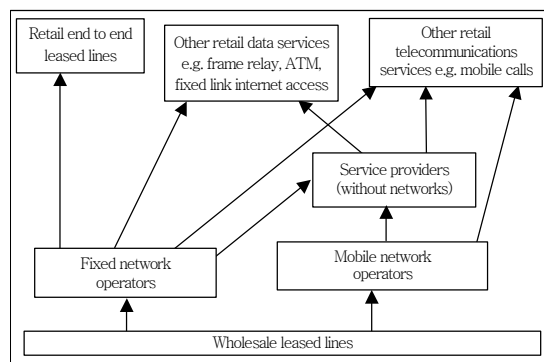 Retail end to end
leased lines
Other retail data services
e.g. frame relay, ATM,
fixed link internet access
Other retail
telecommunications
services e.g. mobile calls
Service providers
(without networks)
Fixed network
operators
Mobile network
operators
Wholesale leased lines